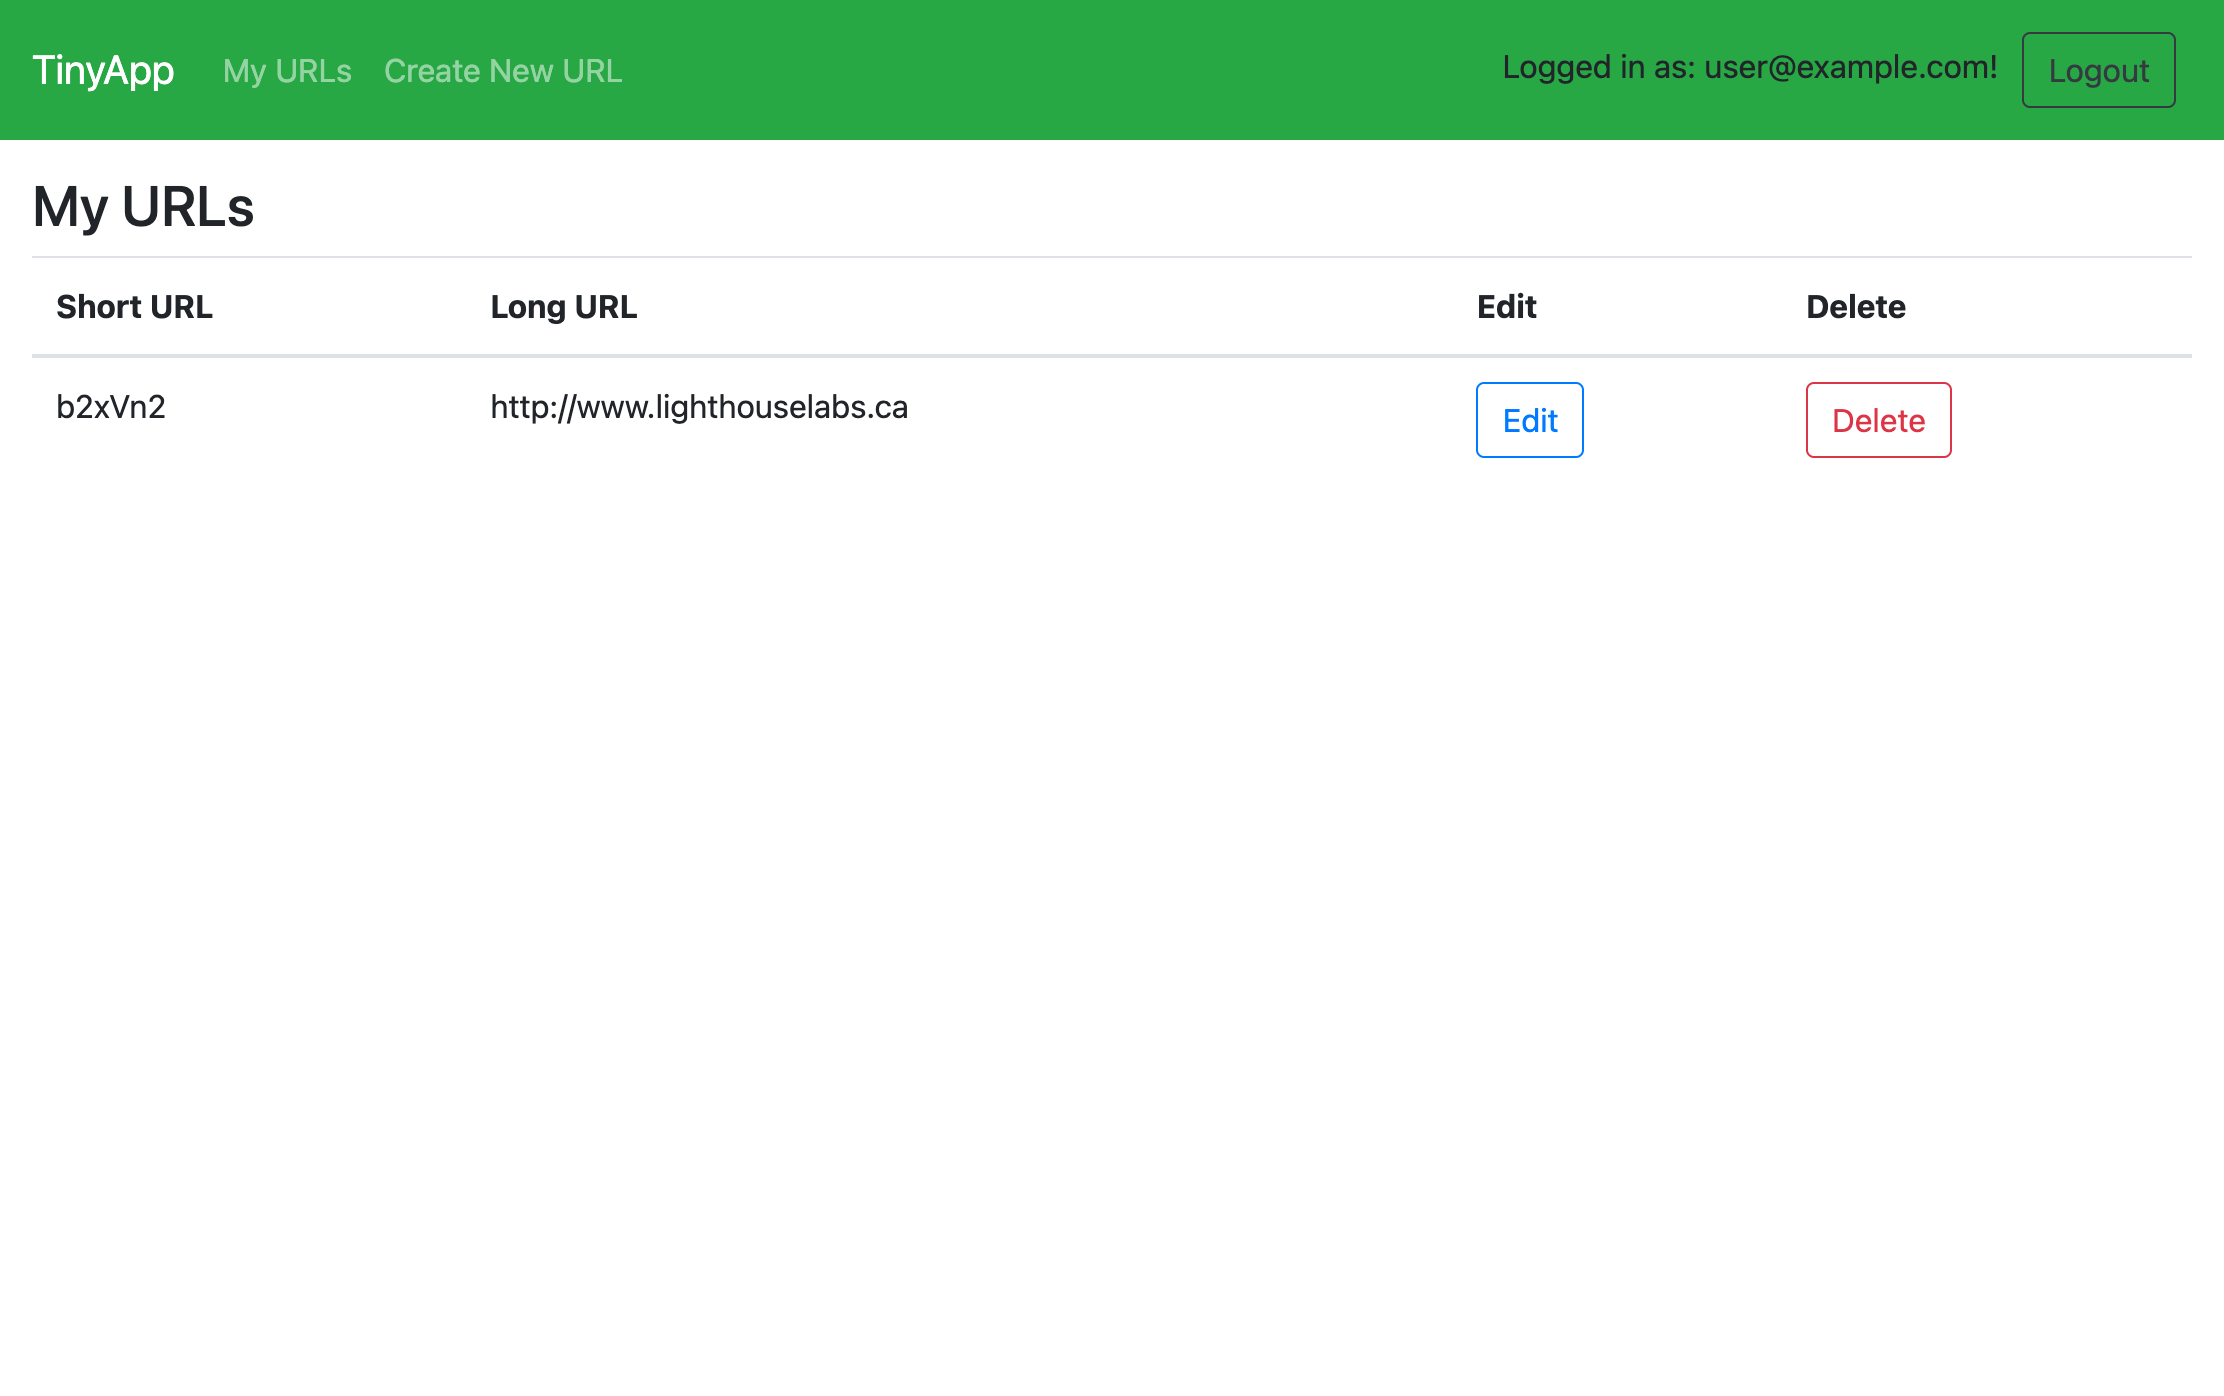 TinyApp My URLs Create New URL Logged in as: user@example.com! Logout
My URLs
Short URL Long URL Edit Delete
b2xVn2 http://www.lighthouselabs.ca Edit Delete